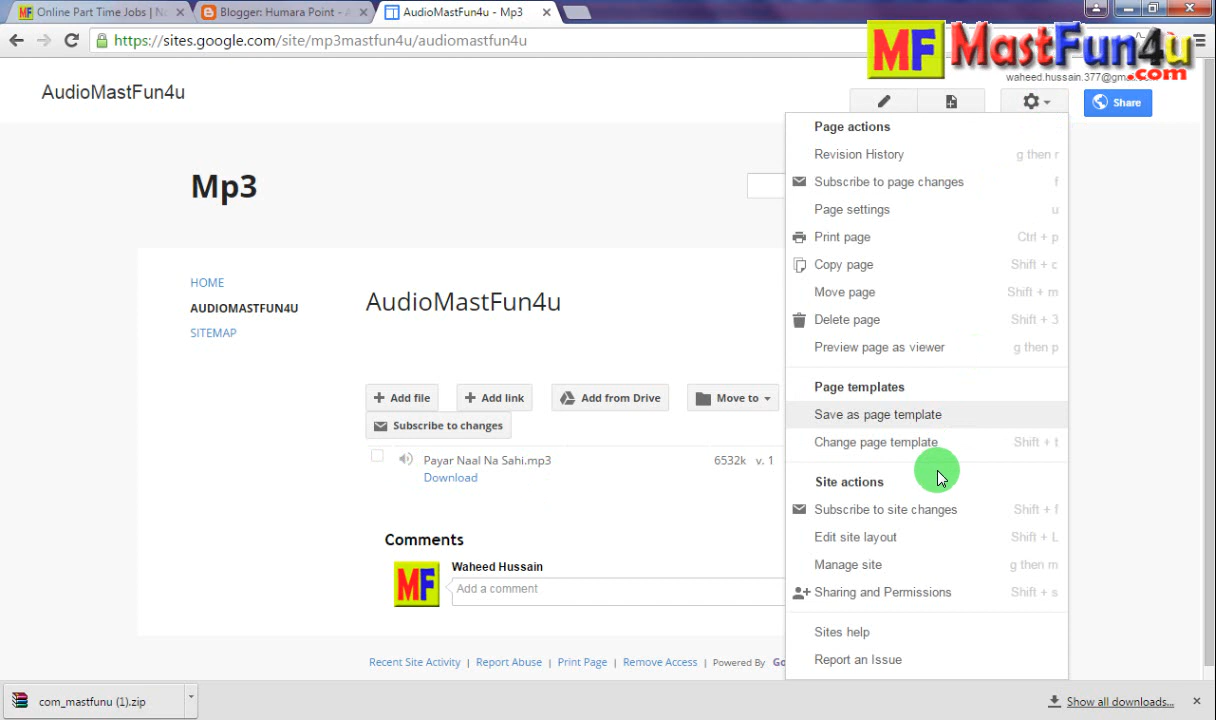 Online Part Time Jobs | N
Blogger: Humara Point - A
AudioMastFun4u - Mp3
https://sites.google.com/site/mp3mastfun4u/audiomastfun4u
MF MastFun4u
.com
waheed.hussain.377@gm
AudioMastFun4u
Share
Mp3
HOME
AUDIOMASTFUN4U
SITEMAP
AudioMastFun4u
Add file
Add link
Add from Drive
Move to
Subscribe to changes
Payar Naal Na Sahi.mp3 6532k v. 1
Download
Comments
MF
Waheed Hussain
Add a comment
Recent Site Activity | Report Abuse | Print Page | Remove Access | Powered By Go
Page actions
Revision History g then r
Subscribe to page changes f
Page settings u
Print page Ctrl + p
Copy page Shift + c
Move page Shift + m
Delete page Shift + 3
Preview page as viewer g then p
Page templates
Save as page template
Change page template Shift + t
Site actions
Subscribe to site changes Shift + f
Edit site layout Shift + L
Manage site g then m
Sharing and Permissions Shift + s
Sites help
Report an Issue
com_mastfunu (1).zip
Show all downloads...